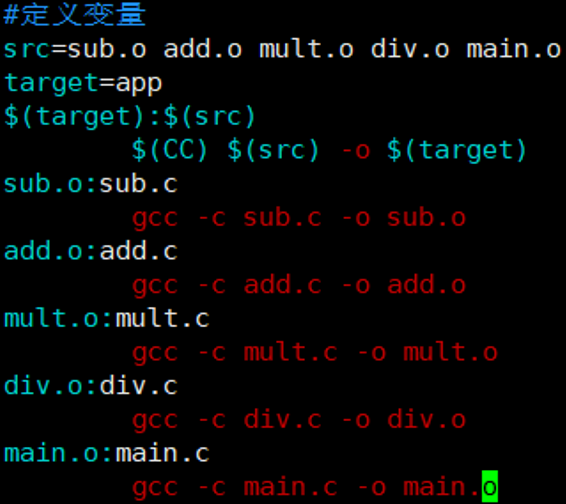 #定义变量
src=sub.o add.o mult.o div.o main.o
target=app
$(target):$(src)
        $(CC) $(src) -o $(target)
sub.o:sub.c
        gcc -c sub.c -o sub.o
add.o:add.c
        gcc -c add.c -o add.o
mult.o:mult.c
        gcc -c mult.c -o mult.o
div.o:div.c
        gcc -c div.c -o div.o
main.o:main.c
        gcc -c main.c -o main.o